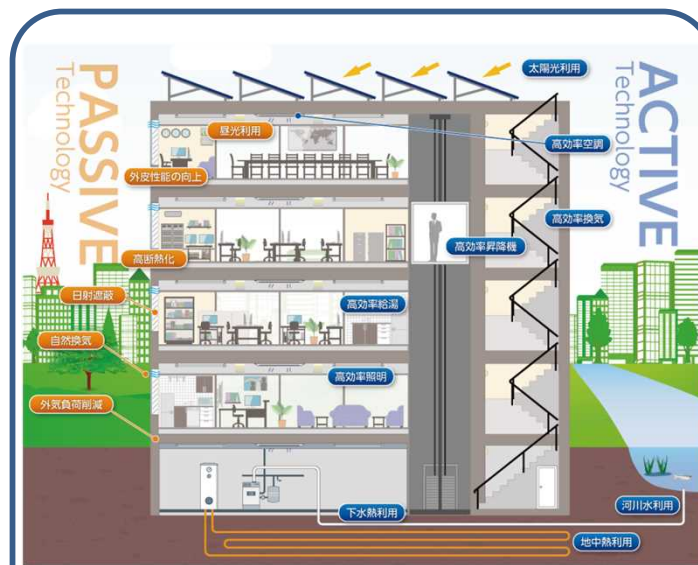 PASSIVE
Technology
ACTIVE
Technology
太陽光利用
昼光利用
高効率空調
外皮性能の向上
高効率換気
高効率昇降機
高断熱化
日射遮蔽
高効率給湯
自然換気
高効率照明
外気負荷削減
河川水利用
下水熱利用
地中熱利用